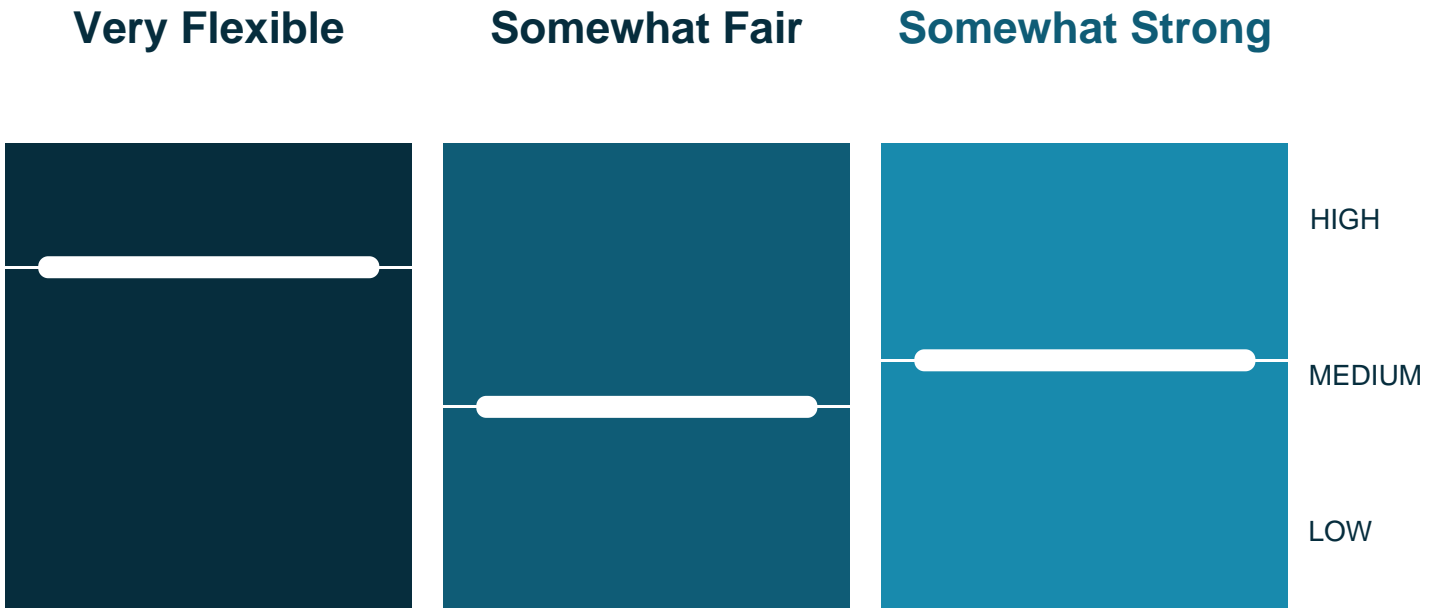 Very Flexible
Somewhat Fair
Somewhat Strong
HIGH
MEDIUM
LOW